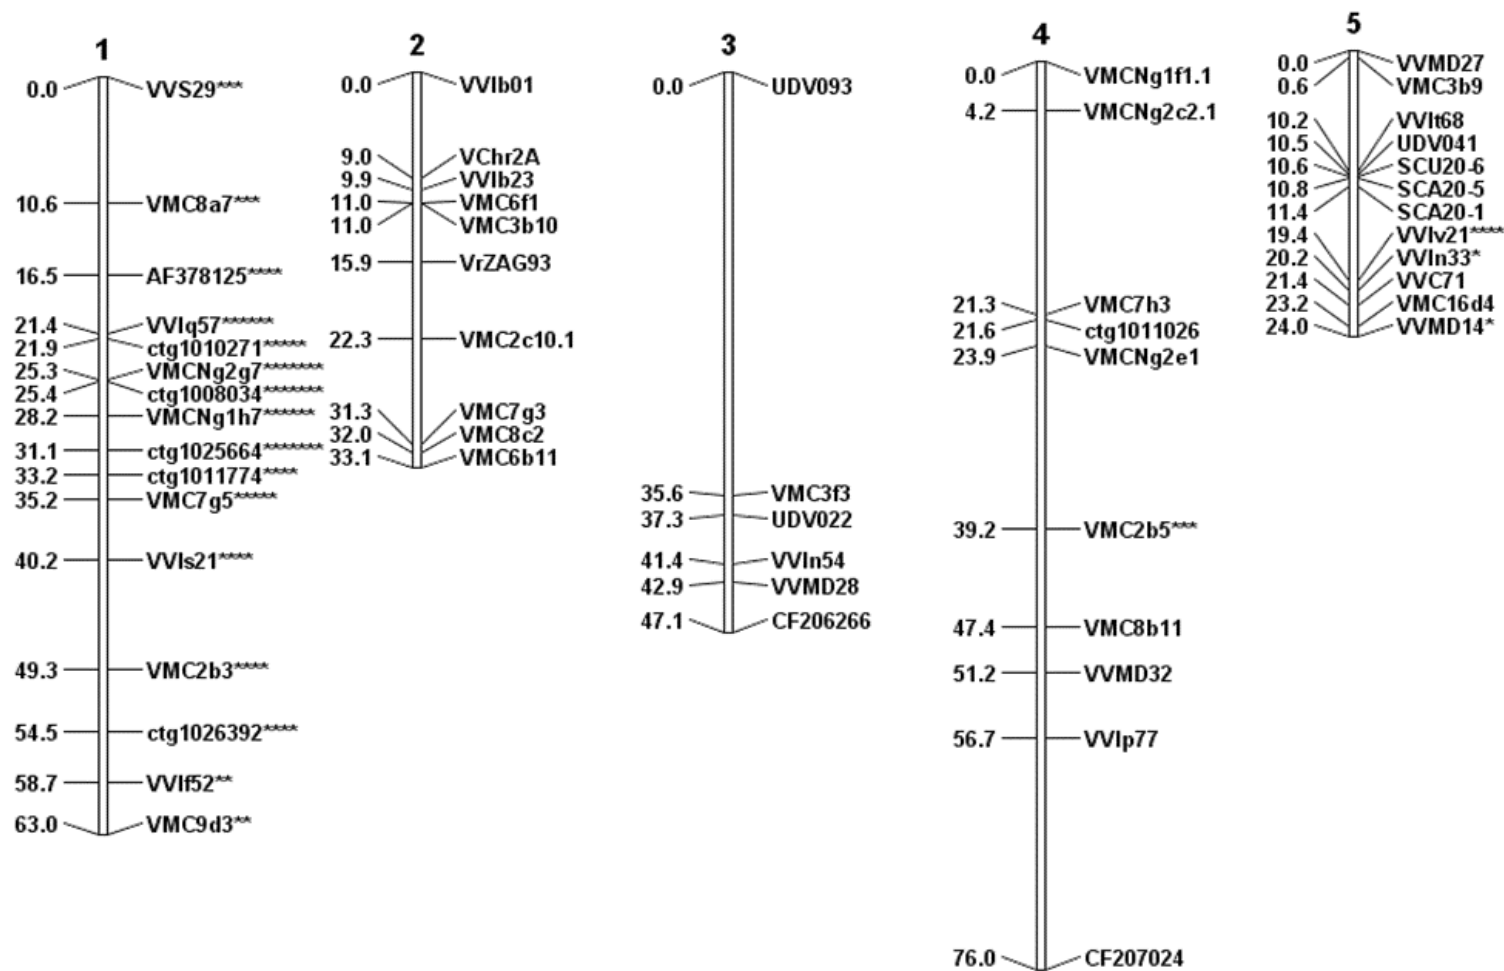 1
0.0 VVS29***
10.6 VMC8a7***
16.5 AF378125****
21.4 VVIq57******
21.9 ctg1010271*****
25.3 VMCNg2g7*******
25.4 ctg1008034*******
28.2 VMCNg1h7******
31.1 ctg1025664*******
33.2 ctg1011774****
35.2 VMC7g5*****
40.2 VVIs21****
49.3 VMC2b3****
54.5 ctg1026392****
58.7 VVIf52**
63.0 VMC9d3**
2
0.0 VVIb01
9.0 VChr2A
9.9 VVIb23
11.0 VMC6f1
11.0 VMC3b10
15.9 VrZAG93
22.3 VMC2c10.1
31.3 VMC7g3
32.0 VMC8c2
33.1 VMC6b11
3
0.0 UDV093
35.6 VMC3f3
37.3 UDV022
41.4 VVIn54
42.9 VVMD28
47.1 CF206266
4
0.0 VMCNg1f1.1
4.2 VMCNg2c2.1
21.3 VMC7h3
21.6 ctg1011026
23.9 VMCNg2e1
39.2 VMC2b5***
47.4 VMC8b11
51.2 VVMD32
56.7 VVIp77
76.0 CF207024
5
0.0 VVMD27
0.6 VMC3b9
10.2 VVIt68
10.5 UDV041
10.6 SCU20-6
10.8 SCA20-5
11.4 SCA20-1
19.4 VVIv21****
20.2 VVIn33*
21.4 VVC71
23.2 VMC16d4
24.0 VVMD14*